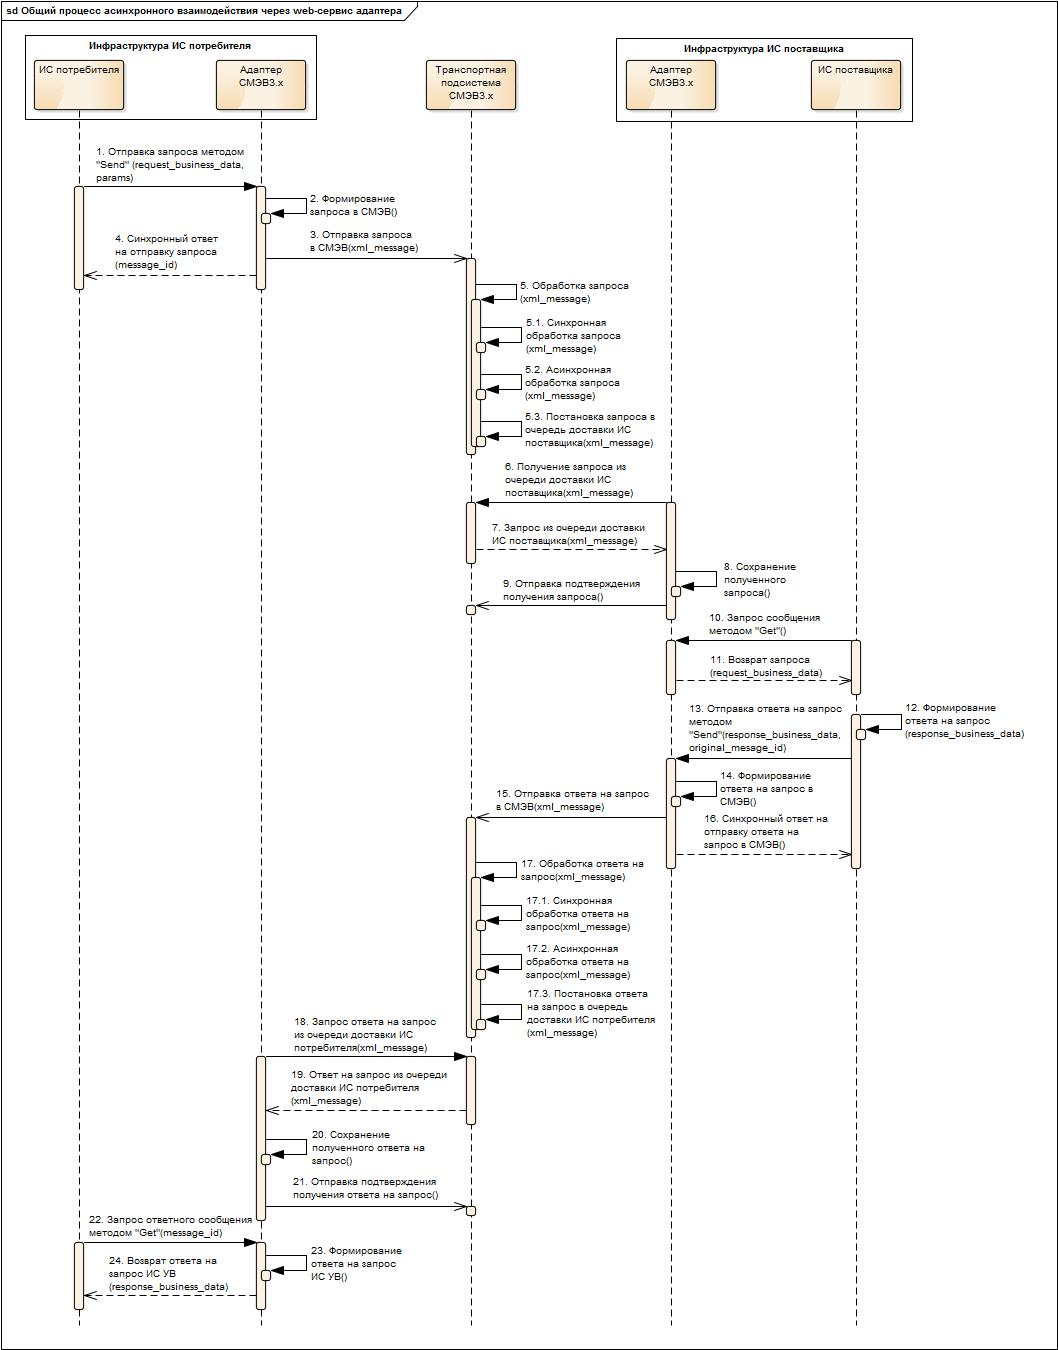 sd Общий процесс асинхронного взаимодействия через web-сервис адаптера
Инфраструктура ИС потребителя
Инфраструктура ИС поставщика
ИС потребителя
Адаптер
СМЭВ3.х
Транспортная
подсистема
СМЭВ3.х
Адаптер
СМЭВ3.х
ИС поставщика
1. Отправка запроса методом
"Send" (request_business_data,
params)
2. Формирование
запроса в СМЭВ()
3. Отправка запроса
в СМЭВ(xml_message)
4. Синхронный ответ
на отправку запроса
(message_id)
5. Обработка запроса
(xml_message)
5.1. Синхронная
обработка запроса
(xml_message)
5.2. Асинхронная
обработка запроса
(xml_message)
5.3. Постановка запроса в
очередь доставки ИС
поставщика(xml_message)
6. Получение запроса из
очереди доставки ИС
поставщика(xml_message)
7. Запрос из очереди доставки
ИС поставщика(xml_message)
8. Сохранение
полученного
запроса()
9. Отправка подтверждения
получения запроса()
10. Запрос сообщения
методом "Get"()
11. Возврат запроса
(request_business_data)
12. Формирование
ответа на запрос
(response_business_data)
13. Отправка ответа на запрос
методом
"Send"(response_business_data,
original_mesage_id)
14. Формирование
ответа на запрос в
СМЭВ()
15. Отправка ответа на запрос
в СМЭВ(xml_message)
16. Синхронный ответ на
отправку ответа на
запрос в СМЭВ()
17. Обработка ответа на
запрос(xml_message)
17.1. Синхронная
обработка ответа на
запрос(xml_message)
17.2. Асинхронная
обработка ответа на
запрос(xml_message)
17.3. Постановка ответа
на запрос в очередь
доставки ИС потребителя
(xml_message)
18. Запрос ответа на запрос
из очереди доставки ИС
потребителя(xml_message)
19. Ответ на запрос из очереди
доставки ИС потребителя
(xml_message)
20. Сохранение
полученного ответа на
запрос()
21. Отправка подтверждения
получения ответа на запрос()
22. Запрос ответного сообщения
методом "Get"(message_id)
23. Формирование
ответа на запрос
ИС УВ()
24. Возврат ответа на
запрос ИС УВ
(response_business_data)